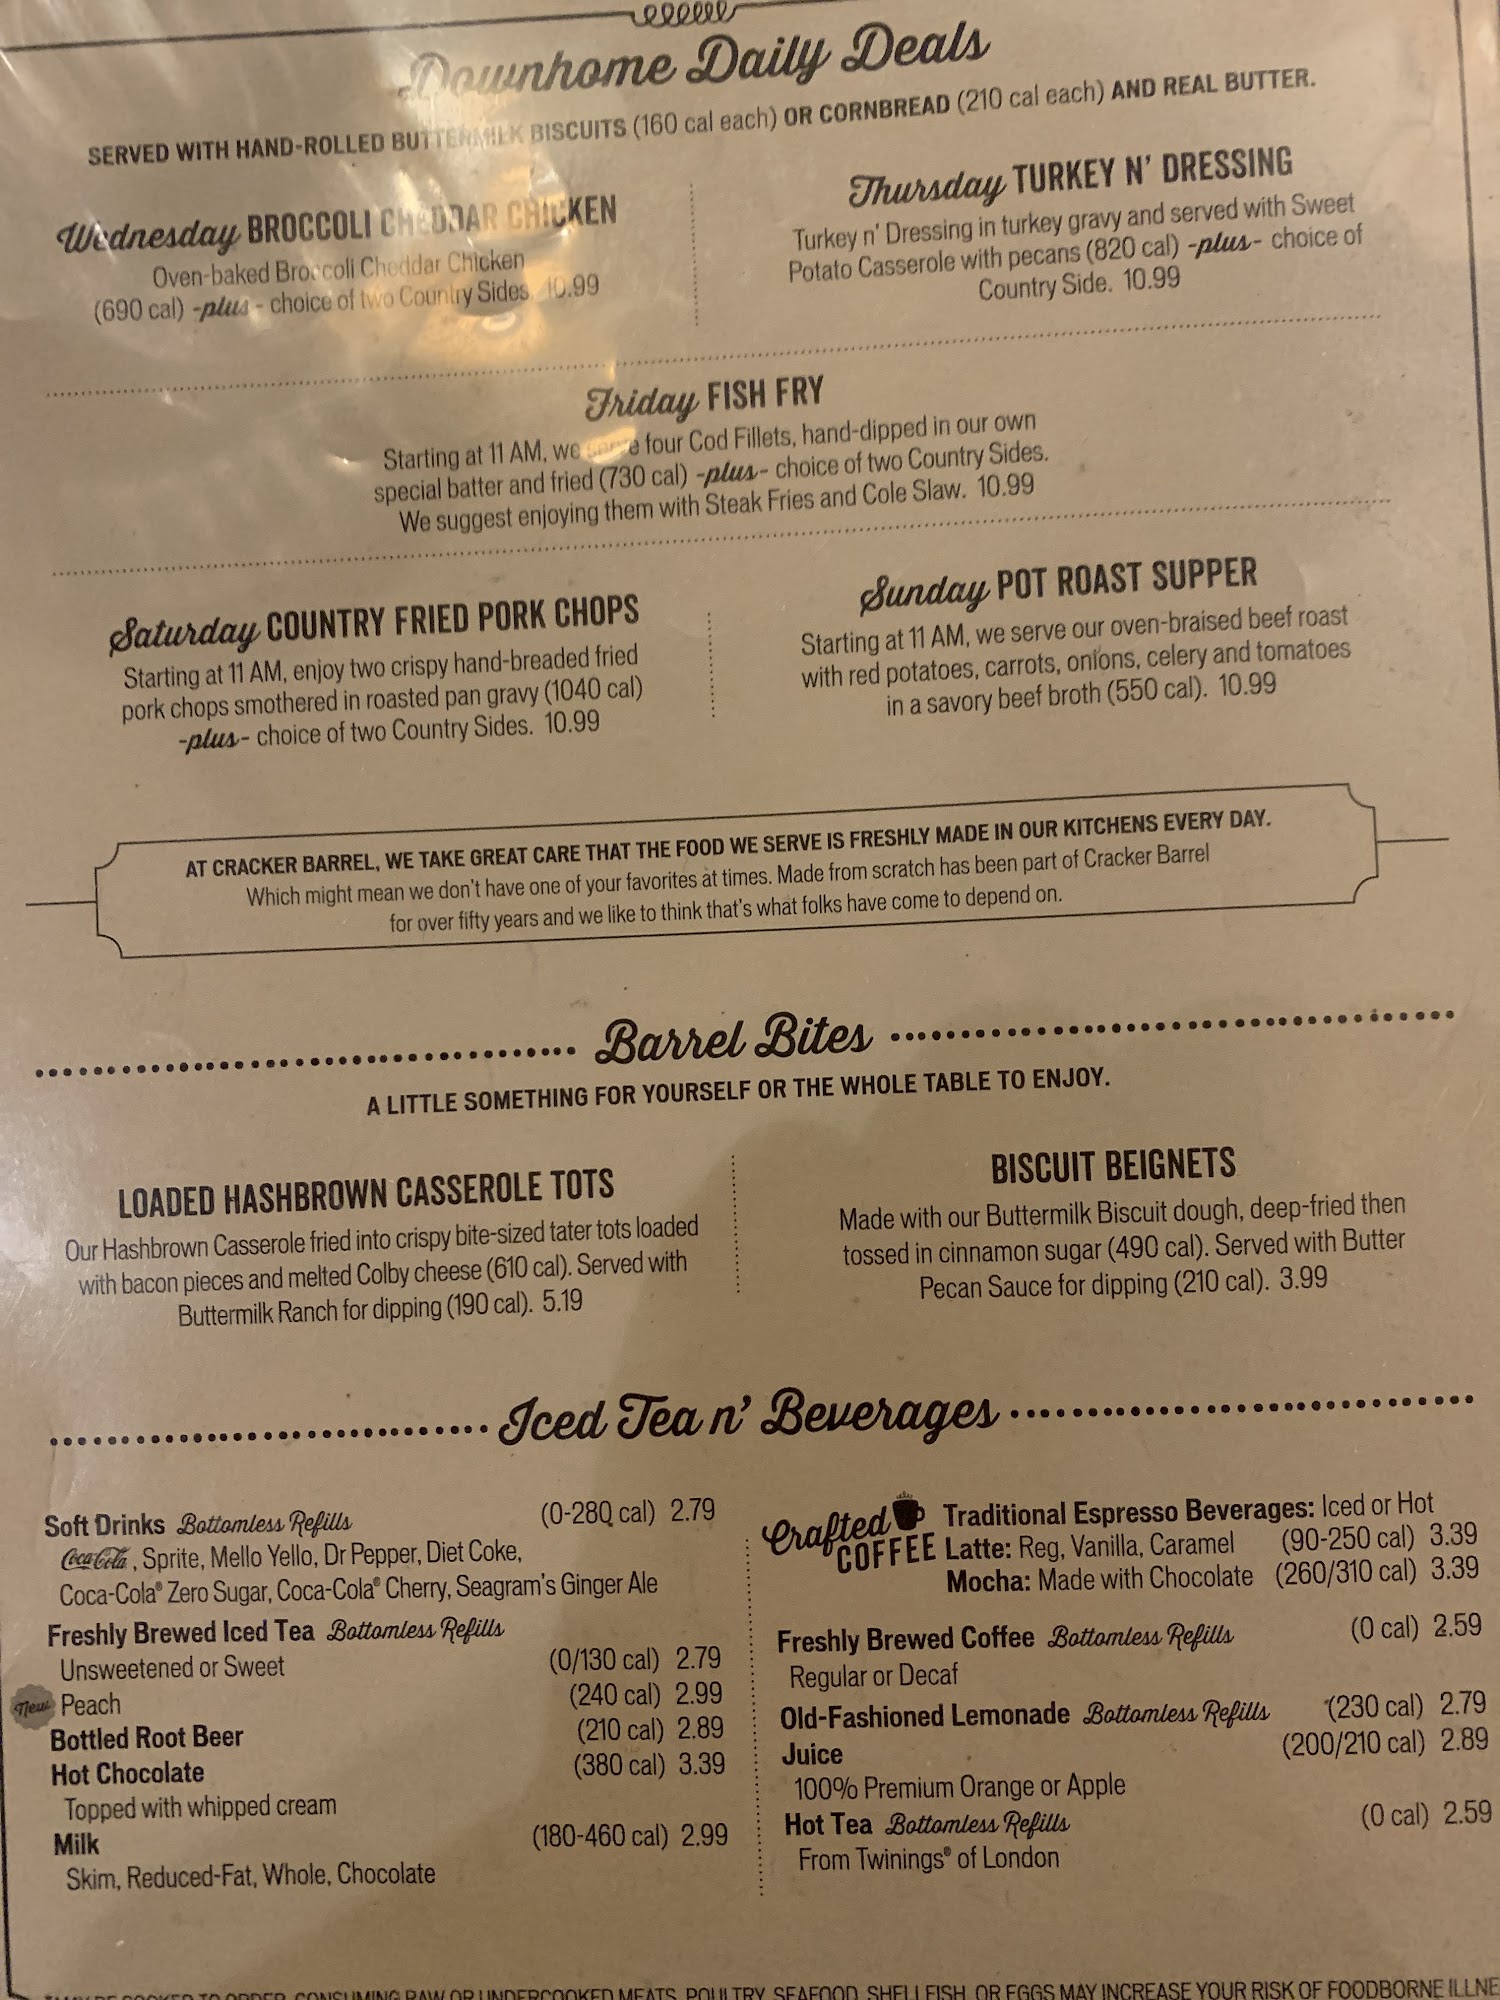 Downhome Daily Deals
SERVED WITH HAND-ROLLED BUTTERMILK BISCUITS (160 cal each) OR CORNBREAD (210 cal each) AND REAL BUTTER.
Wednesday BROCCOLI CHEDDAR CHICKEN
Oven-baked Broccoli Cheddar Chicken
(690 cal) -plus- choice of two Country Sides. 10.99
Thursday TURKEY N' DRESSING
Turkey n' Dressing in turkey gravy and served with Sweet
Potato Casserole with pecans (820 cal) -plus- choice of
Country Side. 10.99
Friday FISH FRY
Starting at 11 AM, we serve four Cod Fillets, hand-dipped in our own
special batter and fried (730 cal) -plus- choice of two Country Sides.
We suggest enjoying them with Steak Fries and Cole Slaw. 10.99
Saturday COUNTRY FRIED PORK CHOPS
Starting at 11 AM, enjoy two crispy hand-breaded fried
pork chops smothered in roasted pan gravy (1040 cal)
-plus- choice of two Country Sides. 10.99
Sunday POT ROAST SUPPER
Starting at 11 AM, we serve our oven-braised beef roast
with red potatoes, carrots, onions, celery and tomatoes
in a savory beef broth (550 cal). 10.99
AT CRACKER BARREL, WE TAKE GREAT CARE THAT THE FOOD WE SERVE IS FRESHLY MADE IN OUR KITCHENS EVERY DAY.
Which might mean we don't have one of your favorites at times. Made from scratch has been part of Cracker Barrel
for over fifty years and we like to think that's what folks have come to depend on.
Barrel Bites
A LITTLE SOMETHING FOR YOURSELF OR THE WHOLE TABLE TO ENJOY.
LOADED HASHBROWN CASSEROLE TOTS
Our Hashbrown Casserole fried into crispy bite-sized tater tots loaded
with bacon pieces and melted Colby cheese (610 cal). Served with
Buttermilk Ranch for dipping (190 cal). 5.19
BISCUIT BEIGNETS
Made with our Buttermilk Biscuit dough, deep-fried then
tossed in cinnamon sugar (490 cal). Served with Butter
Pecan Sauce for dipping (210 cal). 3.99
Iced Tea n' Beverages
Soft Drinks Bottomless Refills (0-280 cal) 2.79
Coca-Cola, Sprite, Mello Yello, Dr Pepper, Diet Coke,
Coca-Cola® Zero Sugar, Coca-Cola® Cherry, Seagram's Ginger Ale
Freshly Brewed Iced Tea Bottomless Refills
Unsweetened or Sweet (0/130 cal) 2.79
New Peach (240 cal) 2.99
Bottled Root Beer (210 cal) 2.89
Hot Chocolate (380 cal) 3.39
Topped with whipped cream
Milk (180-460 cal) 2.99
Skim, Reduced-Fat, Whole, Chocolate
Crafted COFFEE
Traditional Espresso Beverages: Iced or Hot
Latte: Reg, Vanilla, Caramel (90-250 cal) 3.39
Mocha: Made with Chocolate (260/310 cal) 3.39
Freshly Brewed Coffee Bottomless Refills (0 cal) 2.59
Regular or Decaf
Old-Fashioned Lemonade Bottomless Refills (230 cal) 2.79
Juice (200/210 cal) 2.89
100% Premium Orange or Apple
Hot Tea Bottomless Refills (0 cal) 2.59
From Twinings® of London
COOKED TO ORDER. CONSUMING RAW OR UNDERCOOKED MEATS, POULTRY, SEAFOOD, SHELLFISH, OR EGGS MAY INCREASE YOUR RISK OF FOODBORNE ILLNE